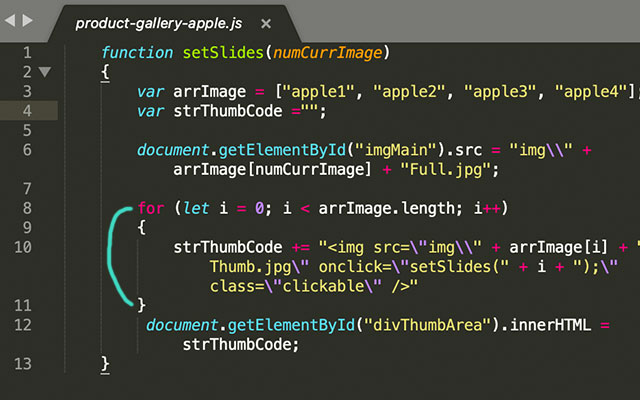 product-gallery-apple.js ×
1 function setSlides(numCurrImage)
2 {
3 var arrImage = ["apple1", "apple2", "apple3", "apple4"];
4 var strThumbCode ="";
5
6 document.getElementById("imgMain").src = "img\\" +
arrImage[numCurrImage] + "Full.jpg";
7
8 for (let i = 0; i < arrImage.length; i++)
9 {
10 strThumbCode += "<img src=\"img\\" + arrImage[i] + "
Thumb.jpg\" onclick=\"setSlides(" + i + ");\"
class=\"clickable\" />"
11 }
12 document.getElementById("divThumbArea").innerHTML =
strThumbCode;
13 }